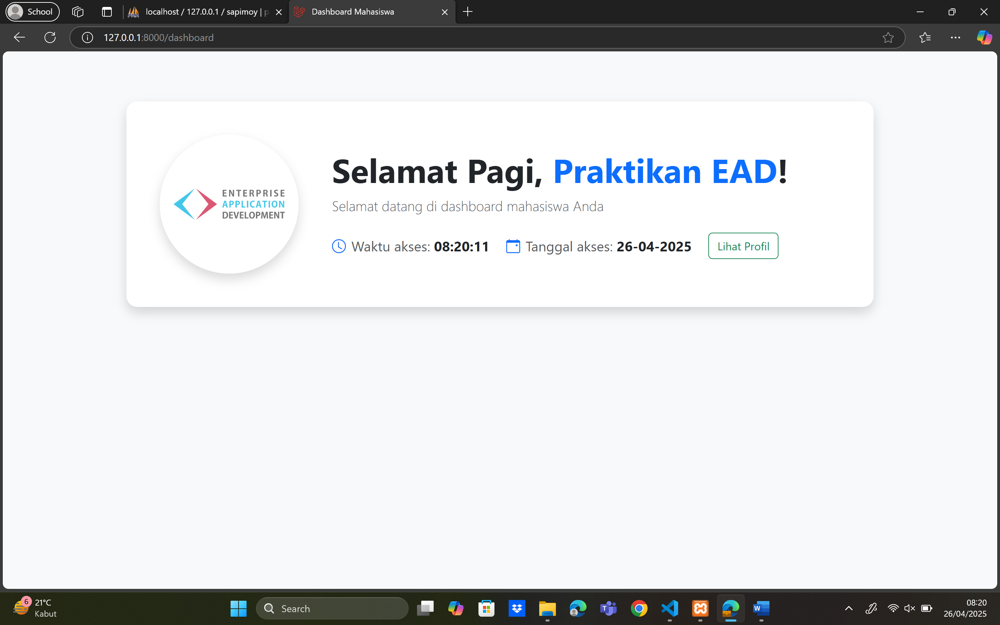 School
localhost / 127.0.0.1 / sapimoy | p
Dashboard Mahasiswa
127.0.0.1:8000/dashboard
ENTERPRISE
APPLICATION
DEVELOPMENT
Selamat Pagi, Praktikan EAD!
Selamat datang di dashboard mahasiswa Anda
Waktu akses: 08:20:11 Tanggal akses: 26-04-2025 Lihat Profil
6
21°C
Kabut
Search
08:20
26/04/2025